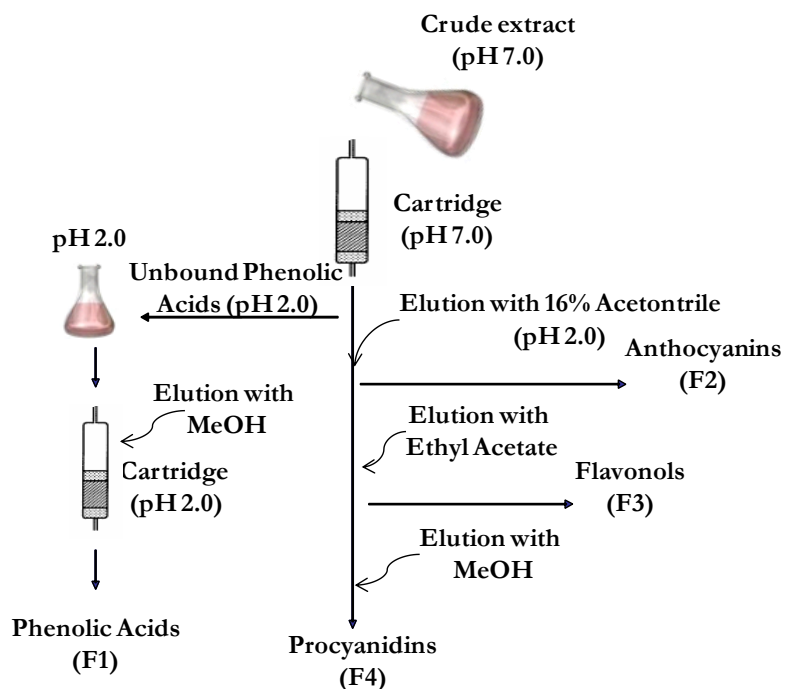 Crude extract
(pH 7.0)
Cartridge
(pH 7.0)
pH 2.0
Unbound Phenolic
Acids (pH 2.0)
Elution with 16% Acetontrile
(pH 2.0)
Anthocyanins
(F2)
Elution with
MeOH
Elution with
Ethyl Acetate
Cartridge
(pH 2.0)
Flavonols
(F3)
Elution with
MeOH
Phenolic Acids
(F1)
Procyanidins
(F4)